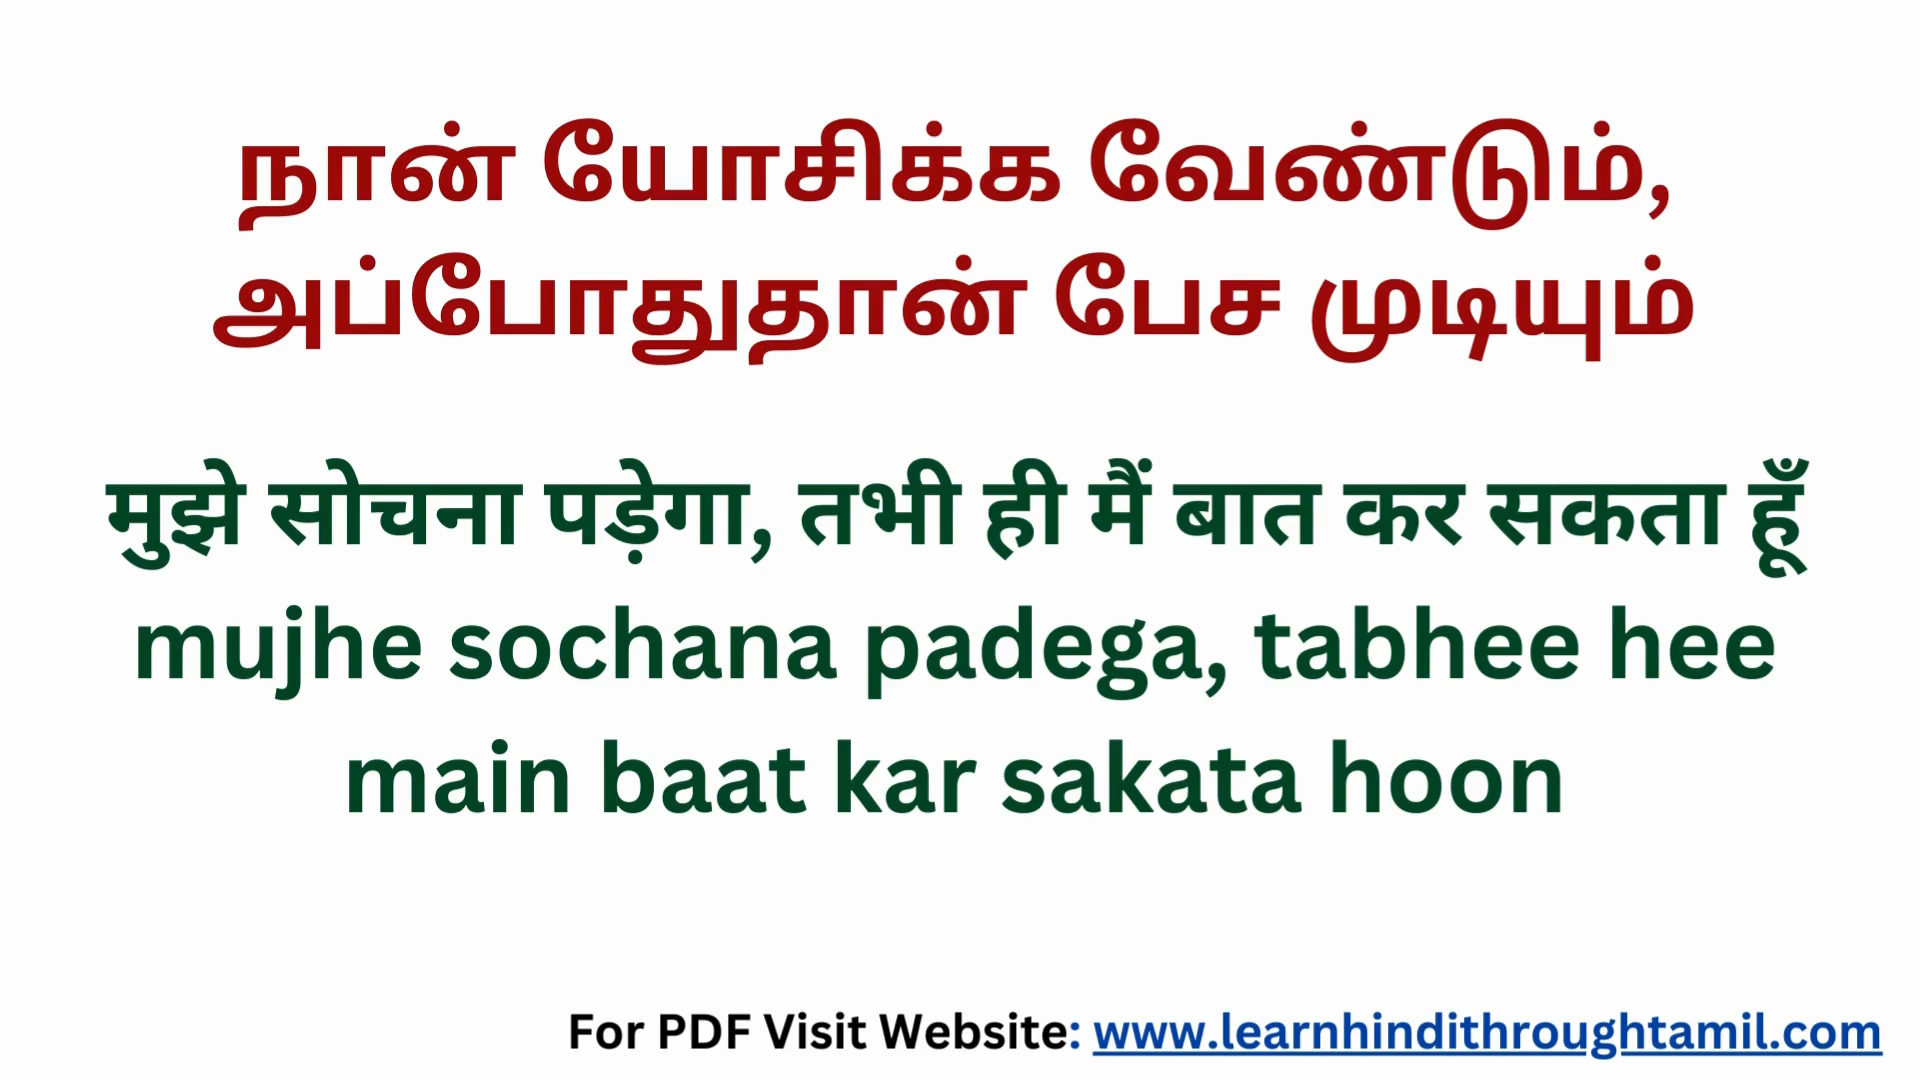 நான் யோசிக்க வேண்டும்,
அப்போதுதான் பேச முடியும்
मुझे सोचना पड़ेगा, तभी ही मैं बात कर सकता हूँ
mujhe sochana padega, tabhee hee
main baat kar sakata hoon
For PDF Visit Website: www.learnhindithroughtamil.com